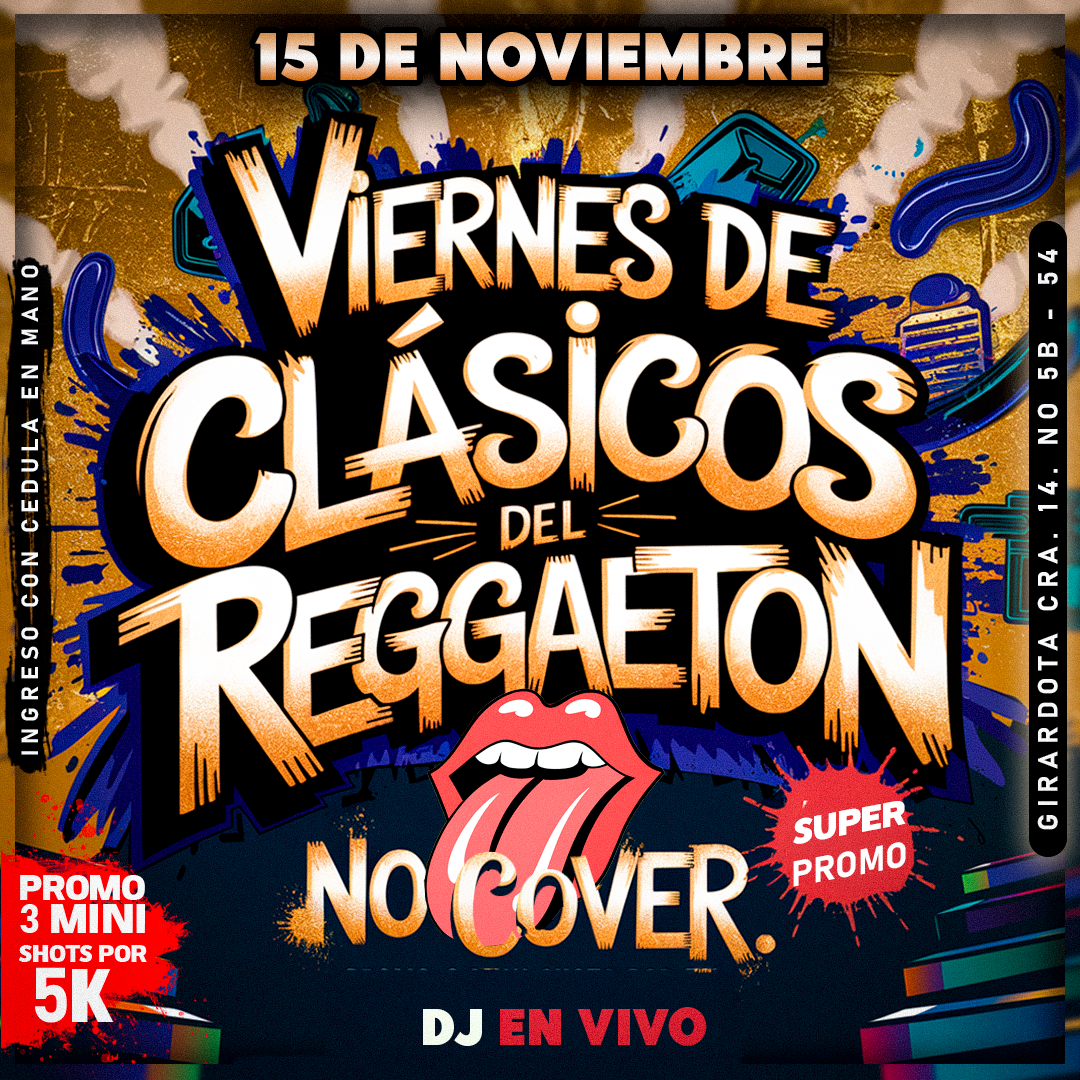 15 DE NOVIEMBRE
VIERNES DE
CLÁSICOS
DEL
REGGAETON
NO COVER.
SUPER
PROMO
PROMO
3 MINI
SHOTS POR
5K
DJ EN VIVO
INGRESO CON CEDULA EN MANO
GIRARDOTA CRA. 14. NO 5B - 54